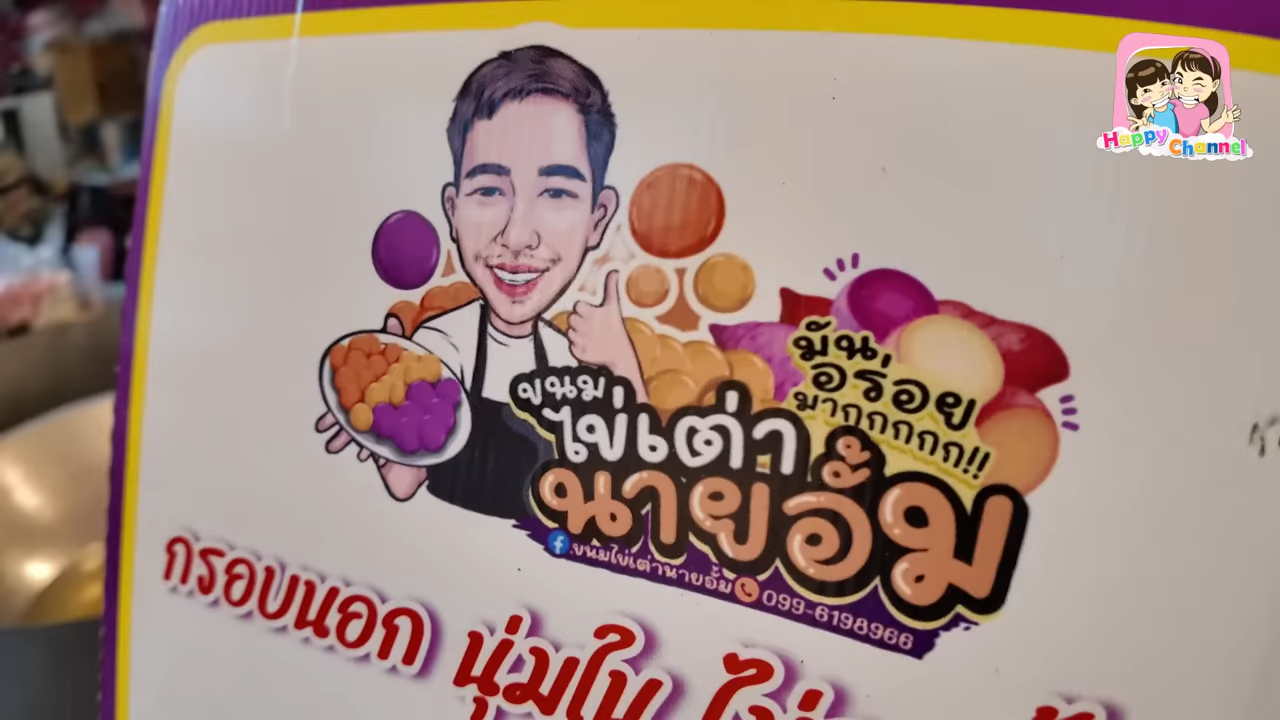 Happy Channel
มัน
อร่อย
มากกกกก!!
ขนม
ไข่เต่า
นายอั้ม
ขนมไข่เต่านายอั้ม 099-6198966
กรอบนอก นุ่มใน